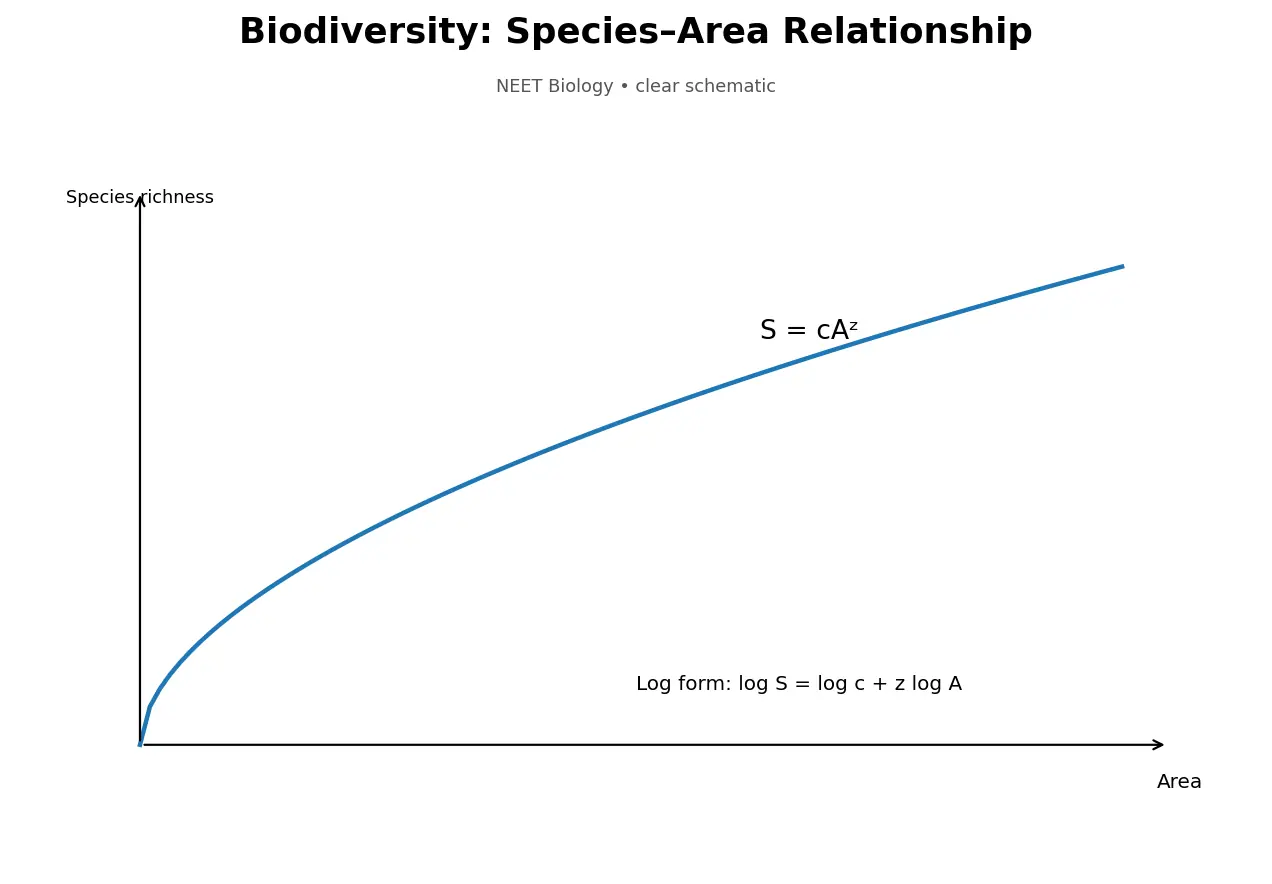 Biodiversity: Species–Area Relationship
NEET Biology • clear schematic
Species richness
S = cAᶻ
Log form: log S = log c + z log A
Area